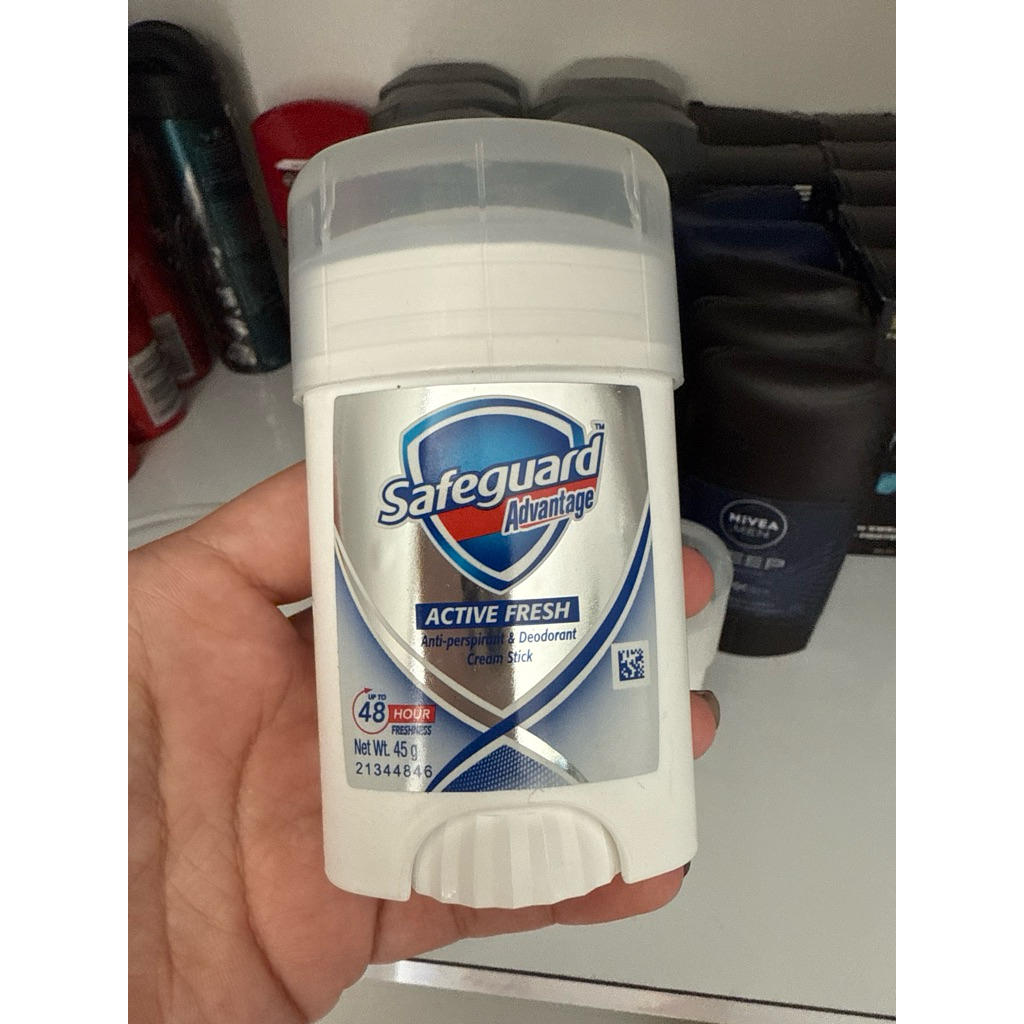 Safeguard™
Advantage
ACTIVE FRESH
Anti-perspirant & Deodorant
Cream Stick
UP TO
48 HOUR
FRESHNESS
Net Wt. 45 g
21344846
NIVEA
MEN